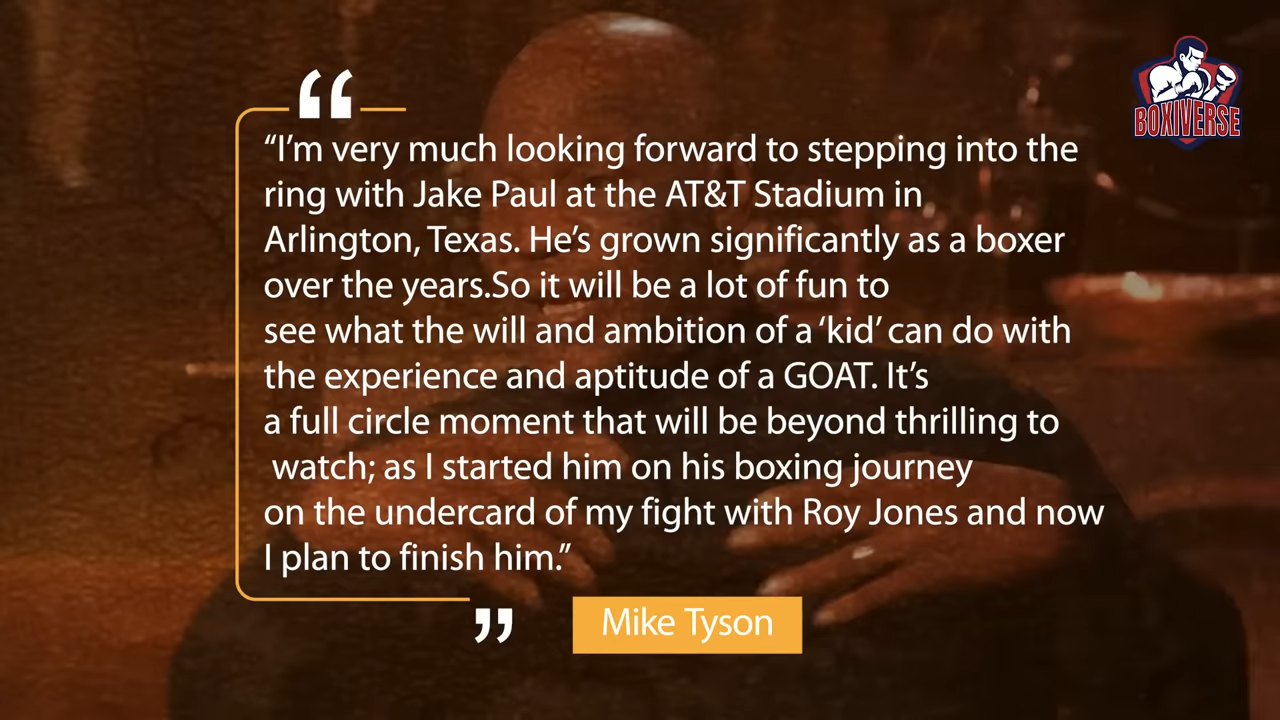 BOXIVERSE
“
“I’m very much looking forward to stepping into the
ring with Jake Paul at the AT&T Stadium in
Arlington, Texas. He’s grown significantly as a boxer
over the years.So it will be a lot of fun to
see what the will and ambition of a ‘kid’ can do with
the experience and aptitude of a GOAT. It’s
a full circle moment that will be beyond thrilling to
watch; as I started him on his boxing journey
on the undercard of my fight with Roy Jones and now
I plan to finish him.”
”
Mike Tyson